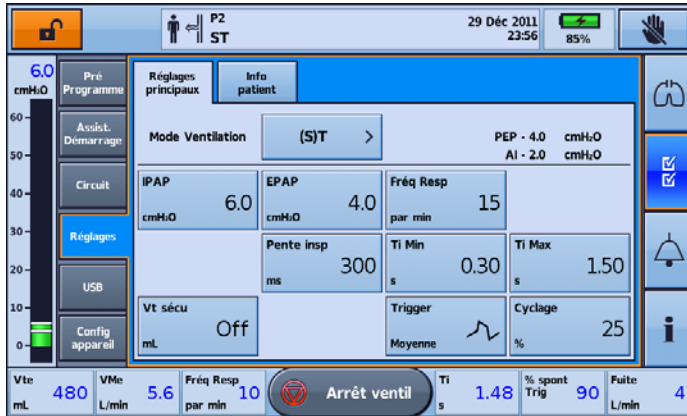 P2
ST
29 Déc 2011
23:56
85%
6.0
cmH2O
60
50
40
30
20
10
0
Pré
Programme
Assist.
Démarrage
Circuit
Réglages
USB
Config
appareil
Réglages
principaux
Info
patient
Mode Ventilation
(S)T >
PEP - 4.0 cmH2O
AI - 2.0 cmH2O
IPAP
6.0
cmH2O
EPAP
4.0
cmH2O
Fréq Resp
15
par min
Pente insp
300
ms
Ti Min
0.30
s
Ti Max
1.50
s
Vt sécu
Off
mL
Trigger
Moyenne
Cyclage
25
%
Vte
480
mL
VMe
5.6
L/min
Fréq Resp
10
par min
Arrêt ventil
Ti
1.48
s
% spont
Trig
90
Fuite
4
L/min